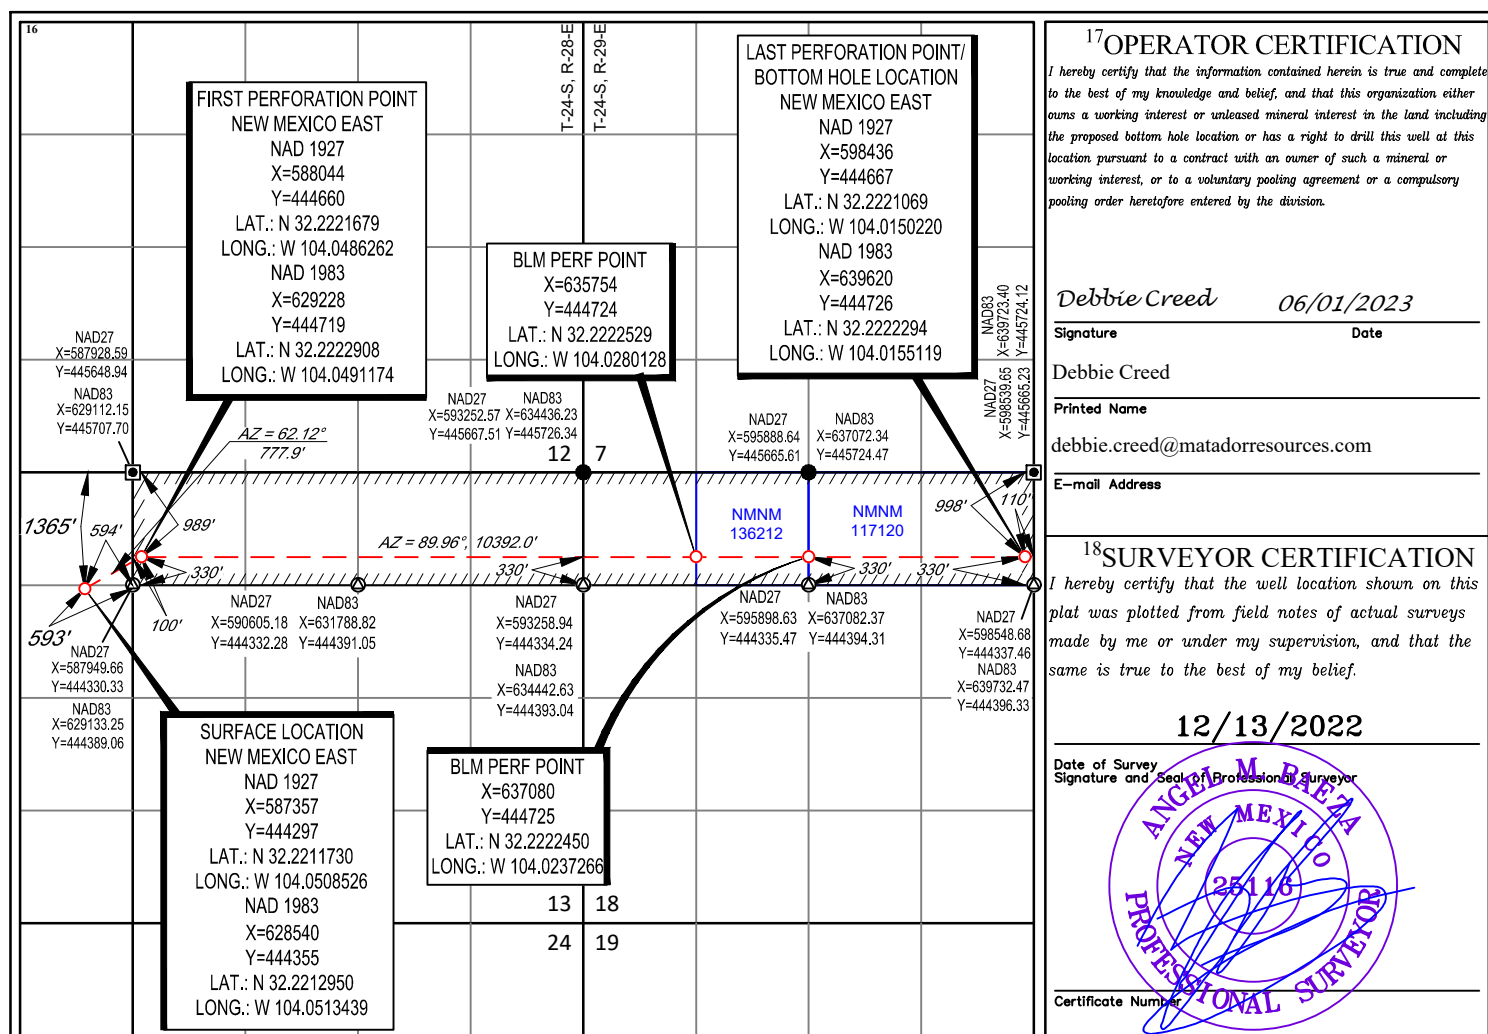 16
T-24-S, R-28-E
T-24-S, R-29-E
FIRST PERFORATION POINT
NEW MEXICO EAST
NAD 1927
X=588044
Y=444660
LAT.: N 32.2221679
LONG.: W 104.0486262
NAD 1983
X=629228
Y=444719
LAT.: N 32.2222908
LONG.: W 104.0491174
BLM PERF POINT
X=635754
Y=444724
LAT.: N 32.2222529
LONG.: W 104.0280128
LAST PERFORATION POINT/
BOTTOM HOLE LOCATION
NEW MEXICO EAST
NAD 1927
X=598436
Y=444667
LAT.: N 32.2221069
LONG.: W 104.0150220
NAD 1983
X=639620
Y=444726
LAT.: N 32.2222294
LONG.: W 104.0155119
NAD83
X=639723.40
Y=445724.12
NAD27
X=598539.65
Y=445665.23
NAD27
X=587928.59
Y=445648.94
NAD83
X=629112.15
Y=445707.70
NAD27
X=593252.57
Y=445667.51
NAD83
X=634436.23
Y=445726.34
NAD27
X=595888.64
Y=445665.61
NAD83
X=637072.34
Y=445724.47
AZ = 62.12°
777.9'
12 7
1365'
594'
989'
AZ = 89.96°, 10392.0'
NMNM
136212
NMNM
117120
998'
110'
330'
330'
330'
330'
593'
100'
NAD27
X=587949.66
Y=444330.33
NAD83
X=629133.25
Y=444389.06
NAD27
X=590605.18
Y=444332.28
NAD83
X=631788.82
Y=444391.05
NAD27
X=593258.94
Y=444334.24
NAD83
X=634442.63
Y=444393.04
NAD27
X=595898.63
Y=444335.47
NAD83
X=637082.37
Y=444394.31
NAD27
X=598548.68
Y=444337.46
NAD83
X=639732.47
Y=444396.33
SURFACE LOCATION
NEW MEXICO EAST
NAD 1927
X=587357
Y=444297
LAT.: N 32.2211730
LONG.: W 104.0508526
NAD 1983
X=628540
Y=444355
LAT.: N 32.2212950
LONG.: W 104.0513439
BLM PERF POINT
X=637080
Y=444725
LAT.: N 32.2222450
LONG.: W 104.0237266
13 18
24 19
17OPERATOR CERTIFICATION
I hereby certify that the information contained herein is true and complete
to the best of my knowledge and belief, and that this organization either
owns a working interest or unleased mineral interest in the land including
the proposed bottom hole location or has a right to drill this well at this
location pursuant to a contract with an owner of such a mineral or
working interest, or to a voluntary pooling agreement or a compulsory
pooling order heretofore entered by the division.
Debbie Creed 06/01/2023
Signature Date
Debbie Creed
Printed Name
debbie.creed@matadorresources.com
E-mail Address
18SURVEYOR CERTIFICATION
I hereby certify that the well location shown on this
plat was plotted from field notes of actual surveys
made by me or under my supervision, and that the
same is true to the best of my belief.
12/13/2022
Date of Survey
Signature and Seal of Professional Surveyor
ANGEL M. BAEZA
NEW MEXICO
25116
PROFESSIONAL SURVEYOR
Certificate Number